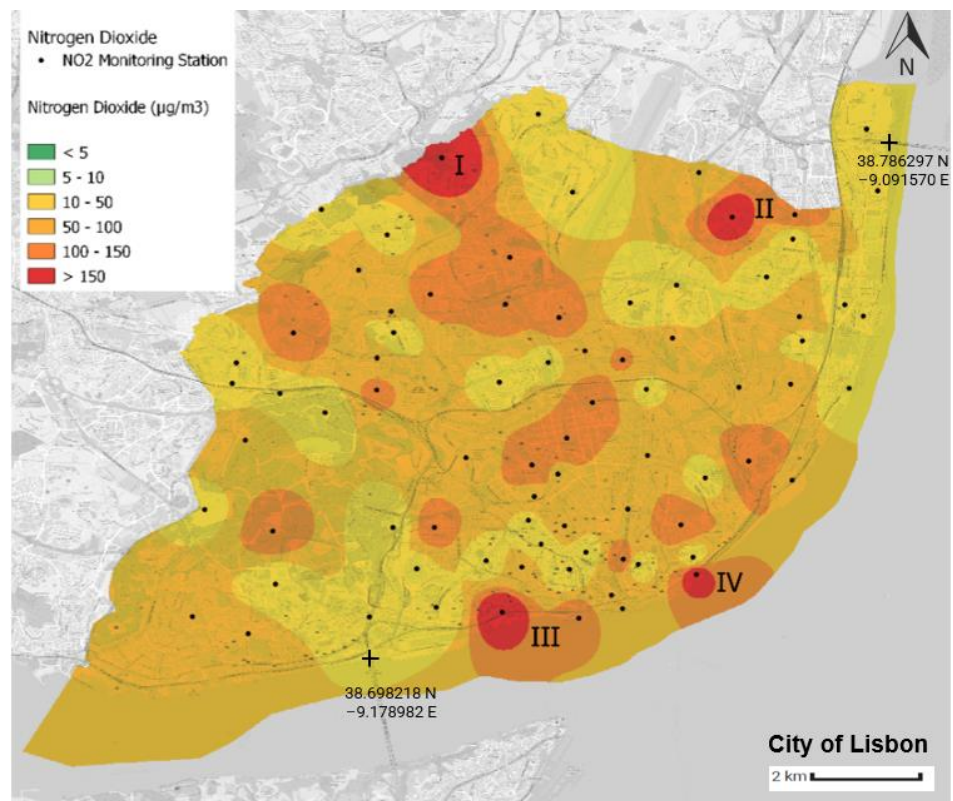 Nitrogen Dioxide
• NO2 Monitoring Station
Nitrogen Dioxide (µg/m3)
< 5
5 - 10
10 - 50
50 - 100
100 - 150
> 150
N
38.786297 N
−9.091570 E
I
II
III
IV
38.698218 N
−9.178982 E
City of Lisbon
2 km